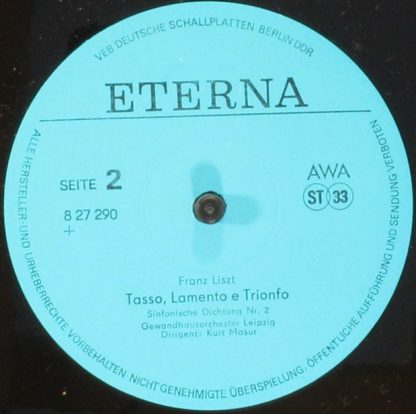 VEB DEUTSCHE SCHALLPLATTEN BERLIN DDR
ETERNA
SEITE 2
8 27 290
+
AWA
ST 33
Franz Liszt
Tasso, Lamento e Trionfo
Sinfonische Dichtung Nr. 2
Gewandhausorchester Leipzig
Dirigent: Kurt Masur
ALLE HERSTELLER- UND URHEBERRECHTE VORBEHALTEN NICHT GENEHMIGTE ÜBERSPIELUNG, ÖFFENTLICHE AUFFÜHRUNG UND SENDUNG VERBOTEN